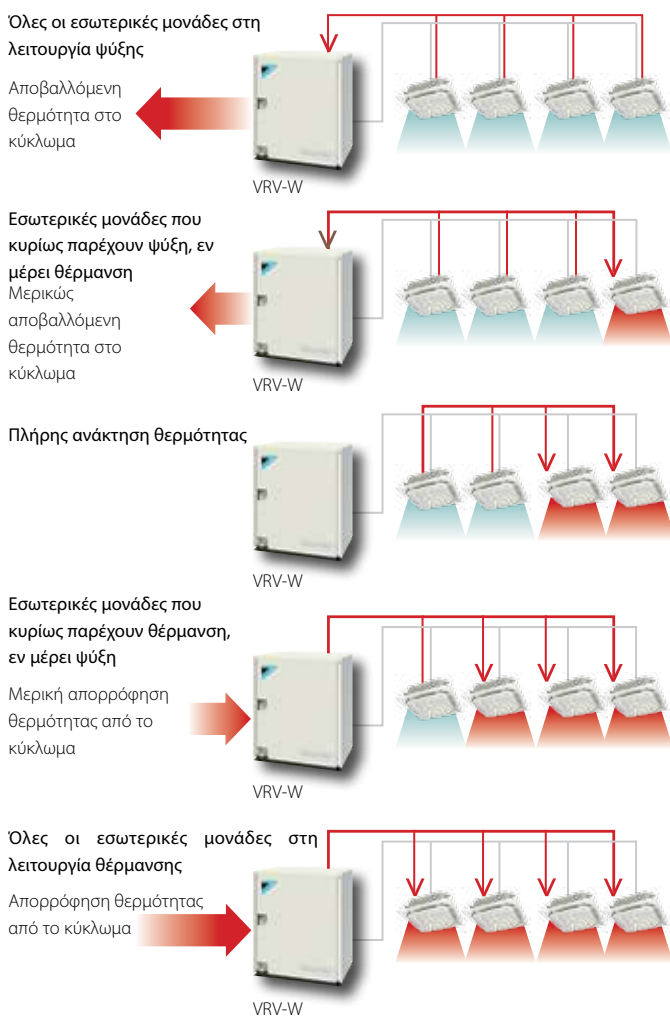 Όλες οι εσωτερικές μονάδες στη
λειτουργία ψύξης
Αποβαλλόμενη
θερμότητα στο
κύκλωμα
VRV-W
Εσωτερικές μονάδες που
κυρίως παρέχουν ψύξη, εν
μέρει θέρμανση
Μερικώς
αποβαλλόμενη
θερμότητα στο
κύκλωμα
VRV-W
Πλήρης ανάκτηση θερμότητας
VRV-W
Εσωτερικές μονάδες που
κυρίως παρέχουν θέρμανση,
εν μέρει ψύξη
Μερική απορρόφηση
θερμότητας από το
κύκλωμα
VRV-W
Όλες οι εσωτερικές μονάδες στη
λειτουργία θέρμανσης
Απορρόφηση θερμότητας
από το κύκλωμα
VRV-W